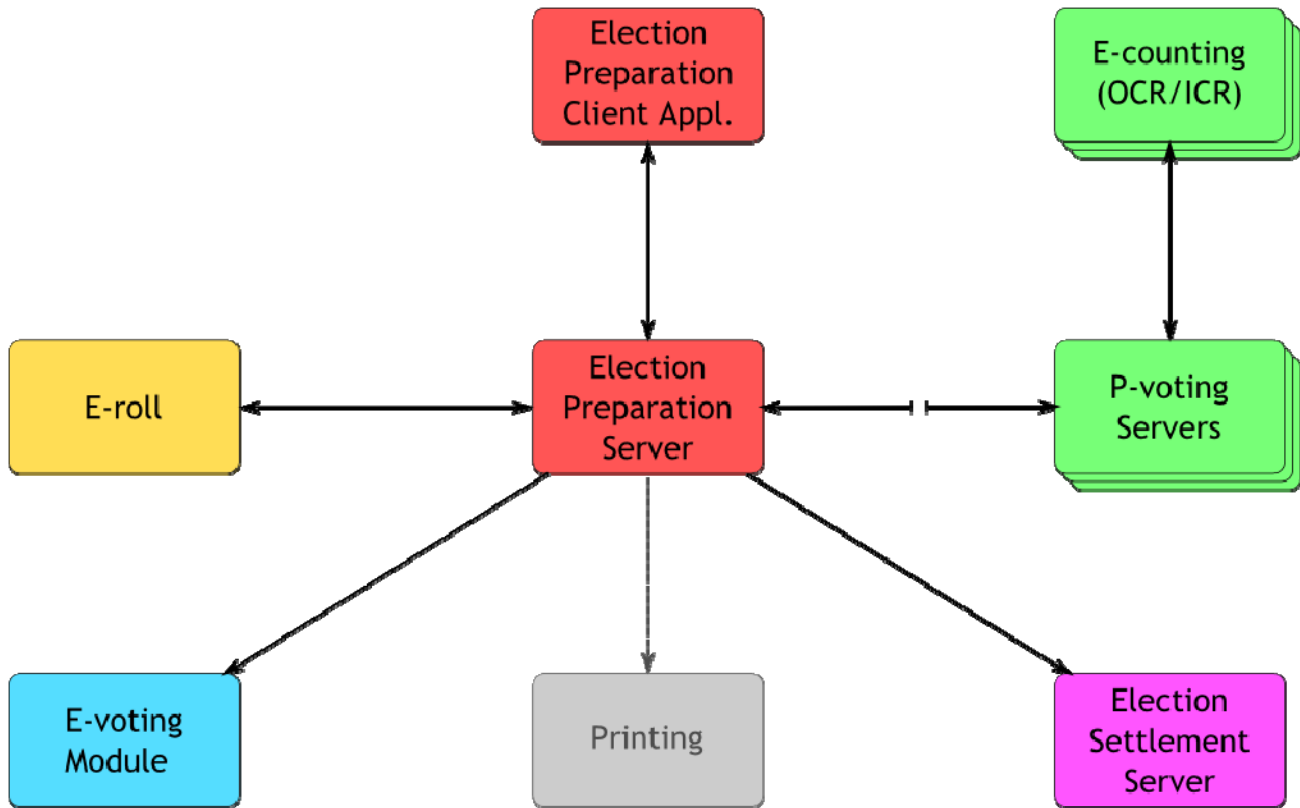 Election
Preparation
Client Appl.
E-counting
(OCR/ICR)
E-roll
Election
Preparation
Server
P-voting
Servers
E-voting
Module
Printing
Election
Settlement
Server